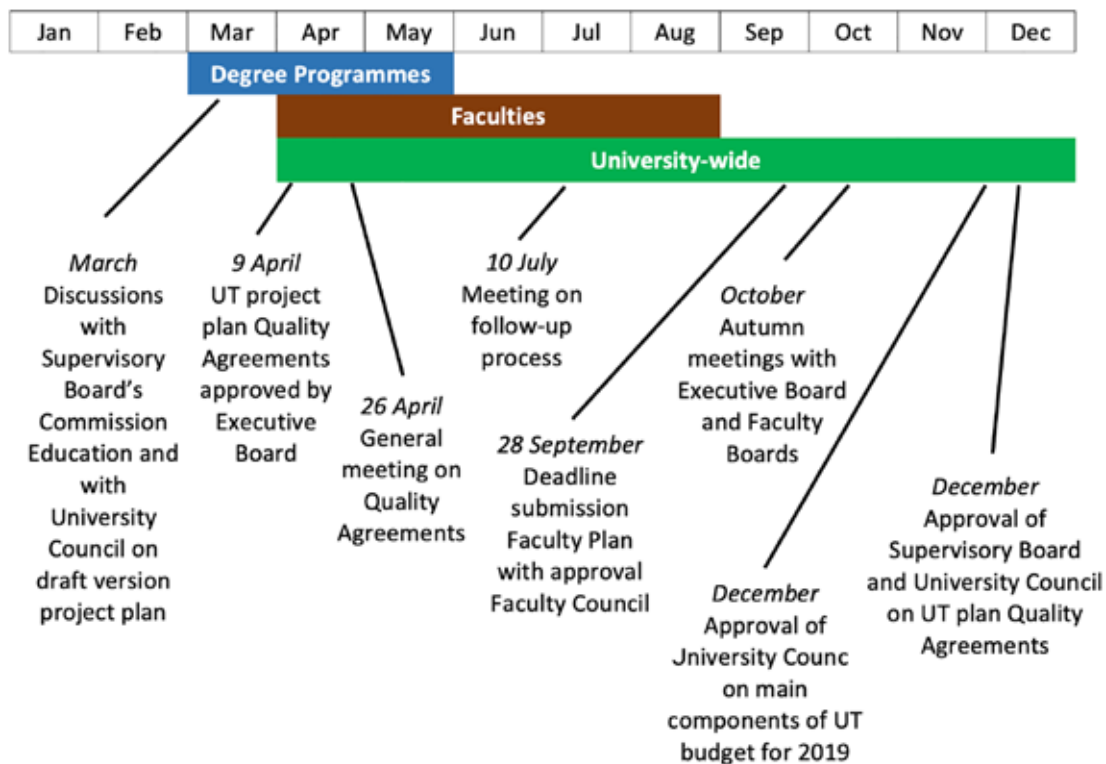 Jan Feb Mar Apr May Jun Jul Aug Sep Oct Nov Dec
Degree Programmes
Faculties
University-wide
March
Discussions
with
Supervisory
Board's
Commission
Education and
with
University
Council on
draft version
project plan
9 April
UT project
plan Quality
Agreements
approved by
Executive
Board
26 April
General
meeting on
Quality
Agreements
10 July
Meeting on
follow-up
process
28 September
Deadline
submission
Faculty Plan
with approval
Faculty Council
October
Autumn
meetings with
Executive Board
and Faculty
Boards
December
Approval of
Jniversity Counc
on main
components of UT
budget for 2019
December
Approval of
Supervisory Board
and University Council
on UT plan Quality
Agreements